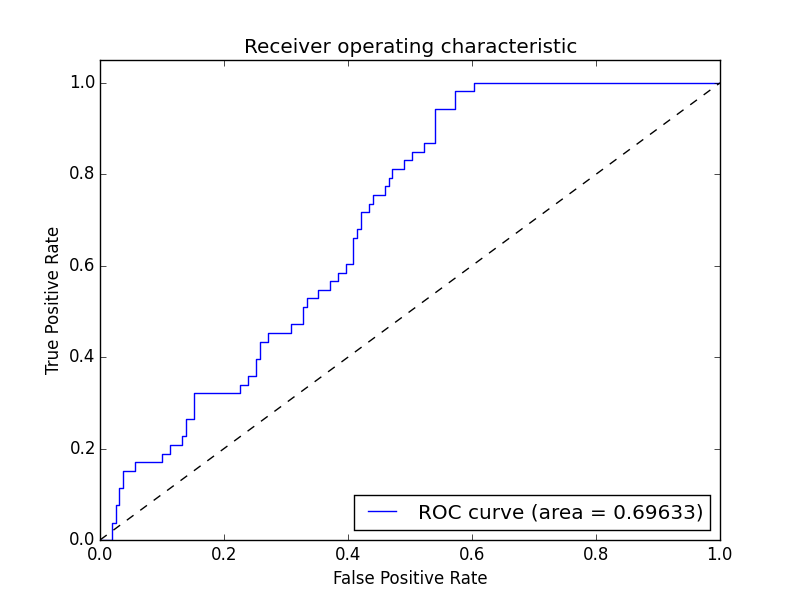 Receiver operating characteristic
1.0
0.8
0.6
0.4
0.2
0.0
True Positive Rate
ROC curve (area = 0.69633)
0.0 0.2 0.4 0.6 0.8 1.0
False Positive Rate